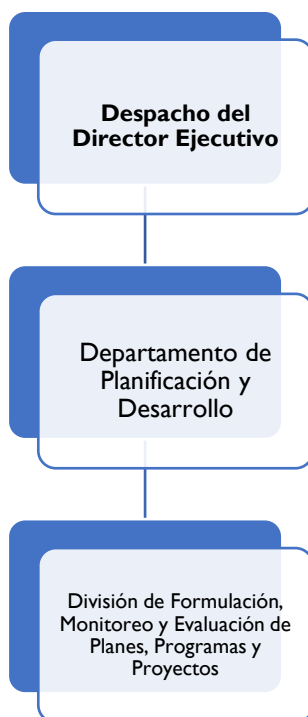 Despacho del
Director Ejecutivo
Departamento de
Planificación y
Desarrollo
División de Formulación,
Monitoreo y Evaluación de
Planes, Programas y
Proyectos